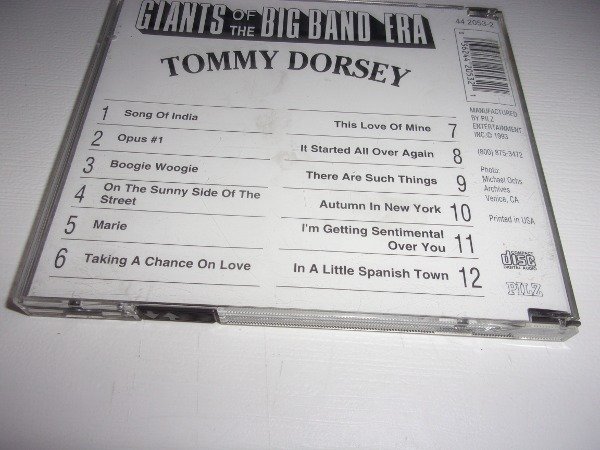 GIANTS OF THE BIG BAND ERA
44 2053-2
TOMMY DORSEY
1 Song Of India
2 Opus #1
3 Boogie Woogie
4 On The Sunny Side Of The
Street
5 Marie
6 Taking A Chance On Love
This Love Of Mine 7
It Started All Over Again 8
There Are Such Things 9
Autumn In New York 10
I'm Getting Sentimental
Over You 11
In A Little Spanish Town 12
MANUFACTURED
BY PILZ
ENTERTAINMENT
INC.© 1993
(800) 875-3472
Photo:
Michael Ochs
Archives
Venice, CA
Printed in USA
COMPACT
disc
DIGITAL AUDIO
PILZ